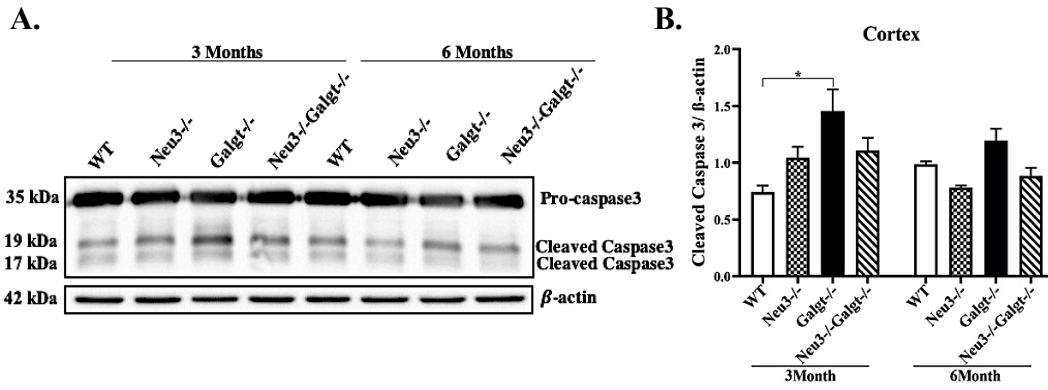 A.
3 Months 6 Months
WT Neu3-/- Galgt-/- Neu3-/-Galgt-/- WT Neu3-/- Galgt-/- Neu3-/-Galgt-/-
35 kDa Pro-caspase3
19 kDa Cleaved Caspase3
17 kDa Cleaved Caspase3
42 kDa β-actin
B.
Cortex
Cleaved Caspase 3/ ß-actin
2.0
1.5
1.0
0.5
0.0
*
WT Neu3-/- Galgt-/- Neu3-/-Galgt-/- WT Neu3-/- Galgt-/- Neu3-/-Galgt-/-
3Month 6Month